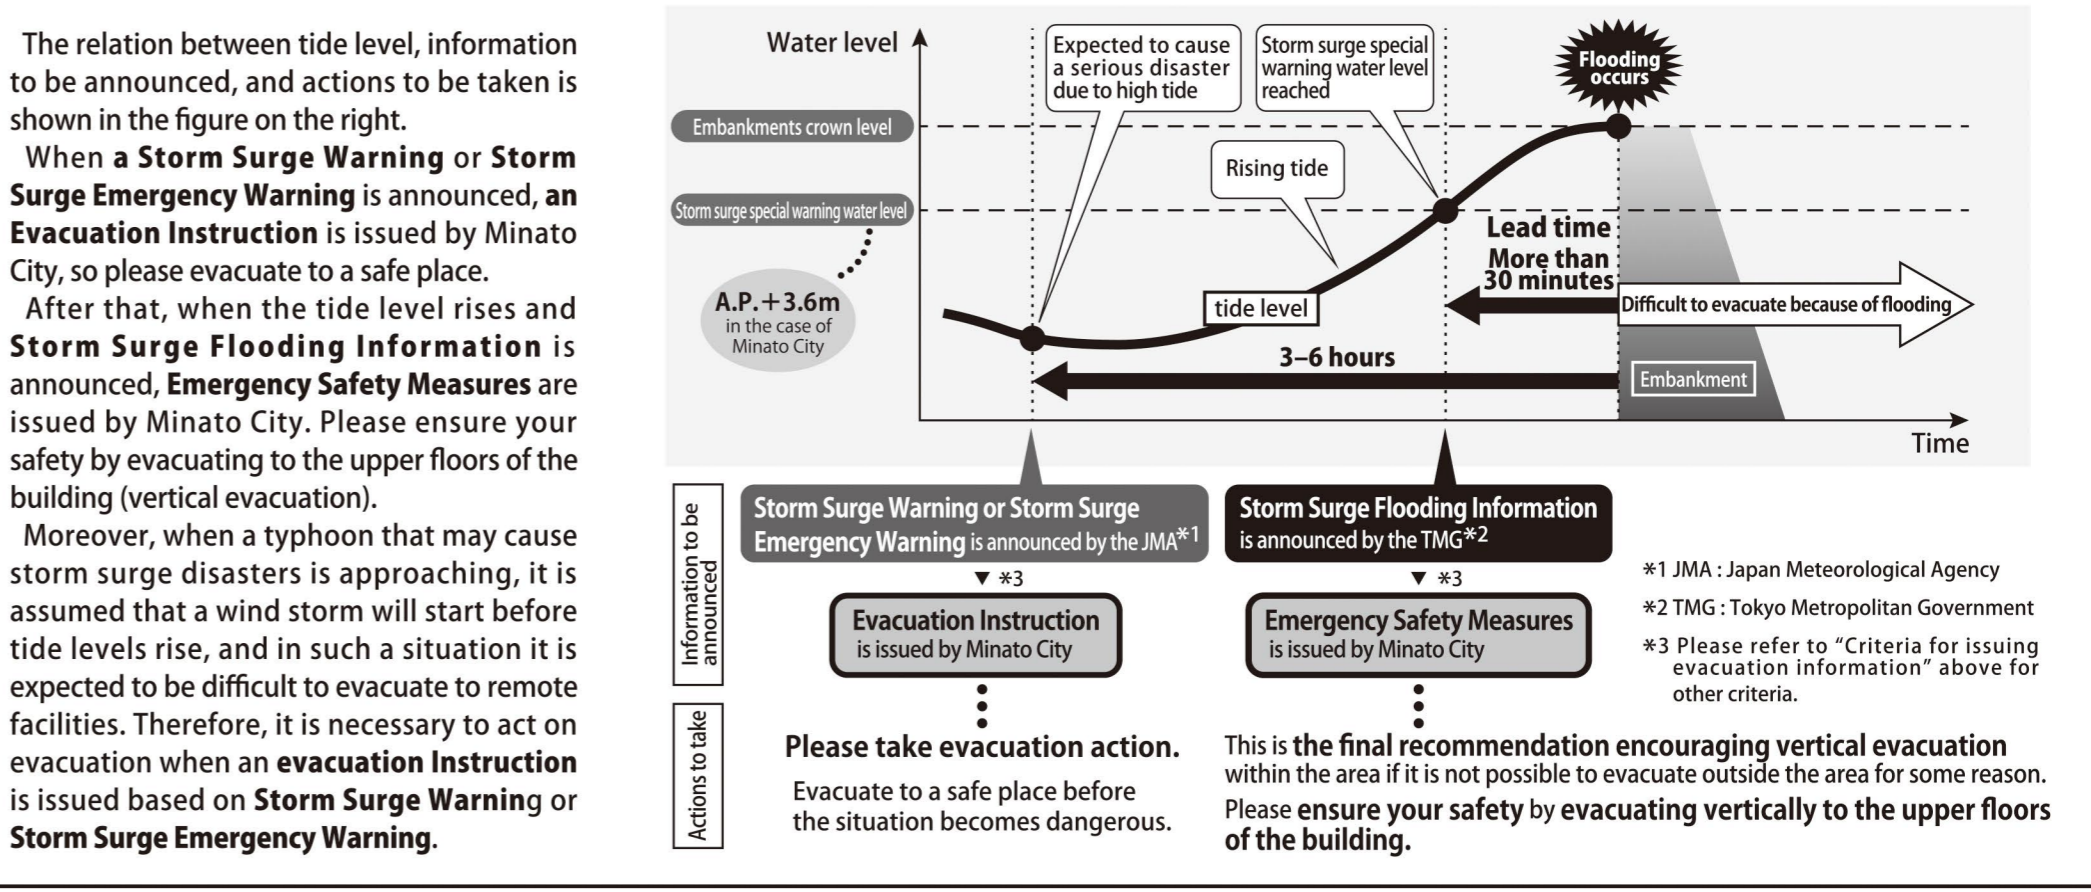 The relation between tide level, information
to be announced, and actions to be taken is
shown in the figure on the right.
When a Storm Surge Warning or Storm
Surge Emergency Warning is announced, an
Evacuation Instruction is issued by Minato
City, so please evacuate to a safe place.
After that, when the tide level rises and
Storm Surge Flooding Information is
announced, Emergency Safety Measures are
issued by Minato City. Please ensure your
safety by evacuating to the upper floors of the
building (vertical evacuation).
Moreover, when a typhoon that may cause
storm surge disasters is approaching, it is
assumed that a wind storm will start before
tide levels rise, and in such a situation it is
expected to be difficult to evacuate to remote
facilities. Therefore, it is necessary to act on
evacuation when an evacuation Instruction
is issued based on Storm Surge Warning or
Storm Surge Emergency Warning.
Water level
Expected to cause
a serious disaster
due to high tide
Storm surge special
warning water level
reached
Flooding
occurs
Embankments crown level
Rising tide
Storm surge special warning water level
Lead time
More than
30 minutes
A.P.+3.6m
in the case of
Minato City
tide level
Difficult to evacuate because of flooding
3–6 hours
Embankment
Time
Information to be
announced
Storm Surge Warning or Storm Surge
Emergency Warning is announced by the JMA*1
▼ *3
Evacuation Instruction
is issued by Minato City
Storm Surge Flooding Information
is announced by the TMG*2
▼ *3
Emergency Safety Measures
is issued by Minato City
*1 JMA : Japan Meteorological Agency
*2 TMG : Tokyo Metropolitan Government
*3 Please refer to “Criteria for issuing
evacuation information” above for
other criteria.
Actions to take
Please take evacuation action.
Evacuate to a safe place before
the situation becomes dangerous.
This is the final recommendation encouraging vertical evacuation
within the area if it is not possible to evacuate outside the area for some reason.
Please ensure your safety by evacuating vertically to the upper floors
of the building.